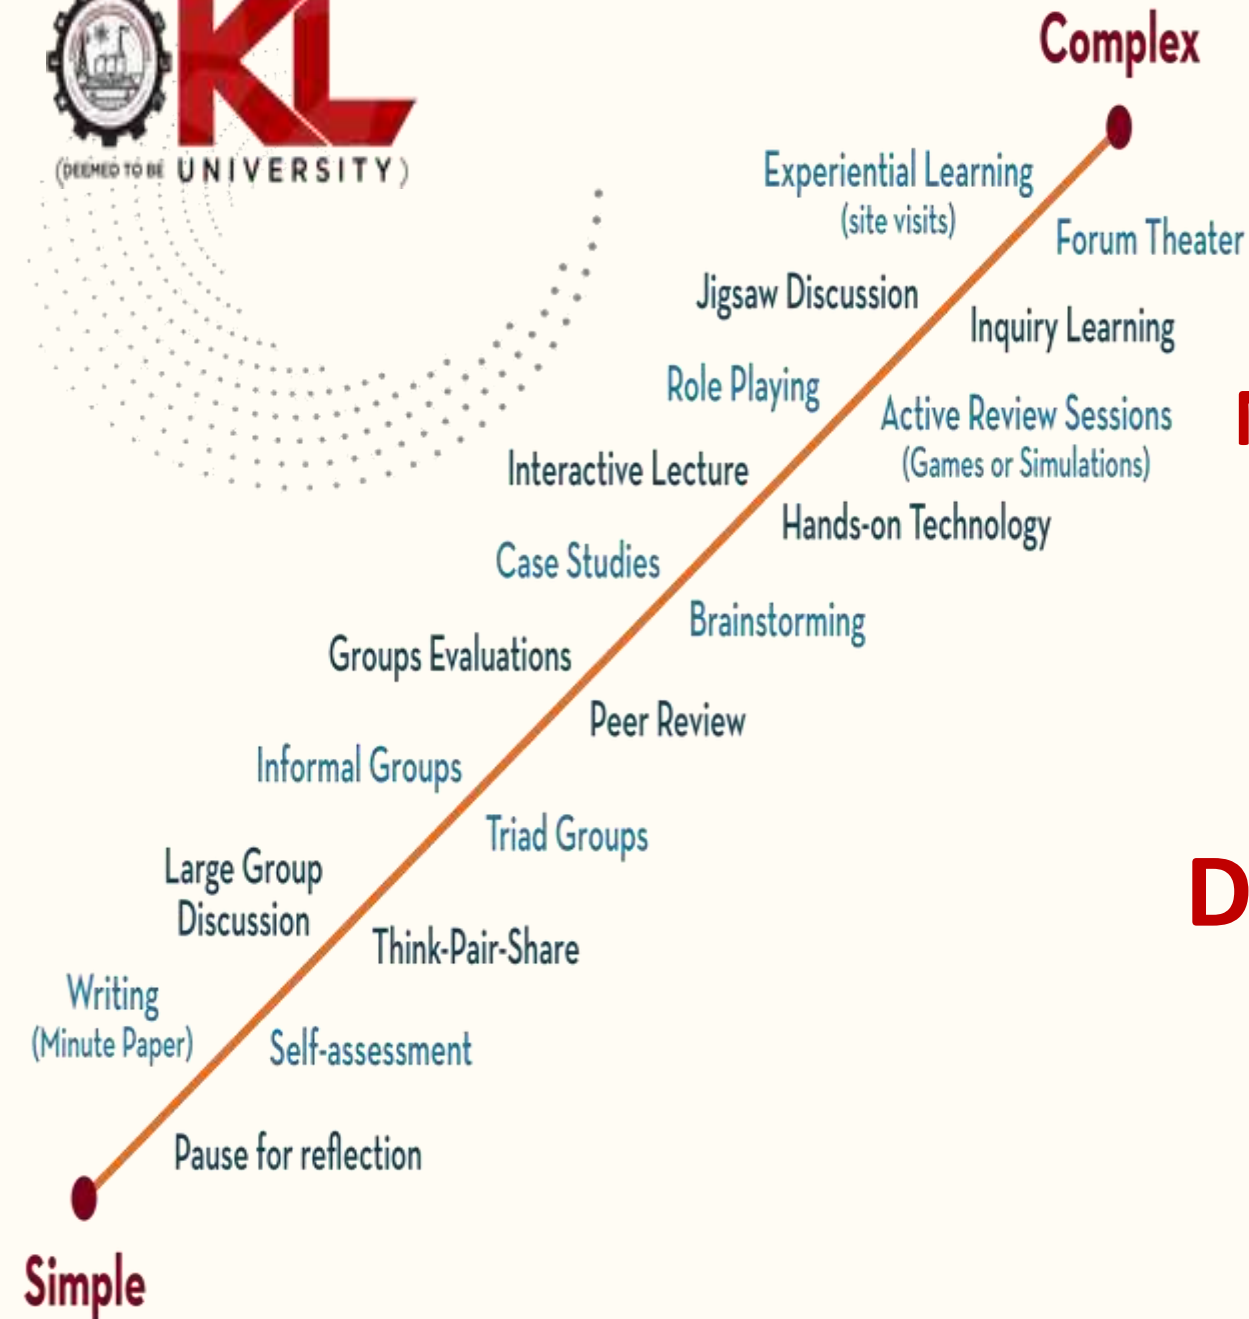 KL
(DEEMED TO BE UNIVERSITY)
Complex
Experiential Learning
(site visits)
Forum Theater
Jigsaw Discussion
Inquiry Learning
Role Playing
Active Review Sessions
(Games or Simulations)
Interactive Lecture
Hands-on Technology
Case Studies
Brainstorming
Groups Evaluations
Peer Review
Informal Groups
Triad Groups
Large Group
Discussion
D
Think-Pair-Share
Writing
(Minute Paper)
Self-assessment
Pause for reflection
Simple